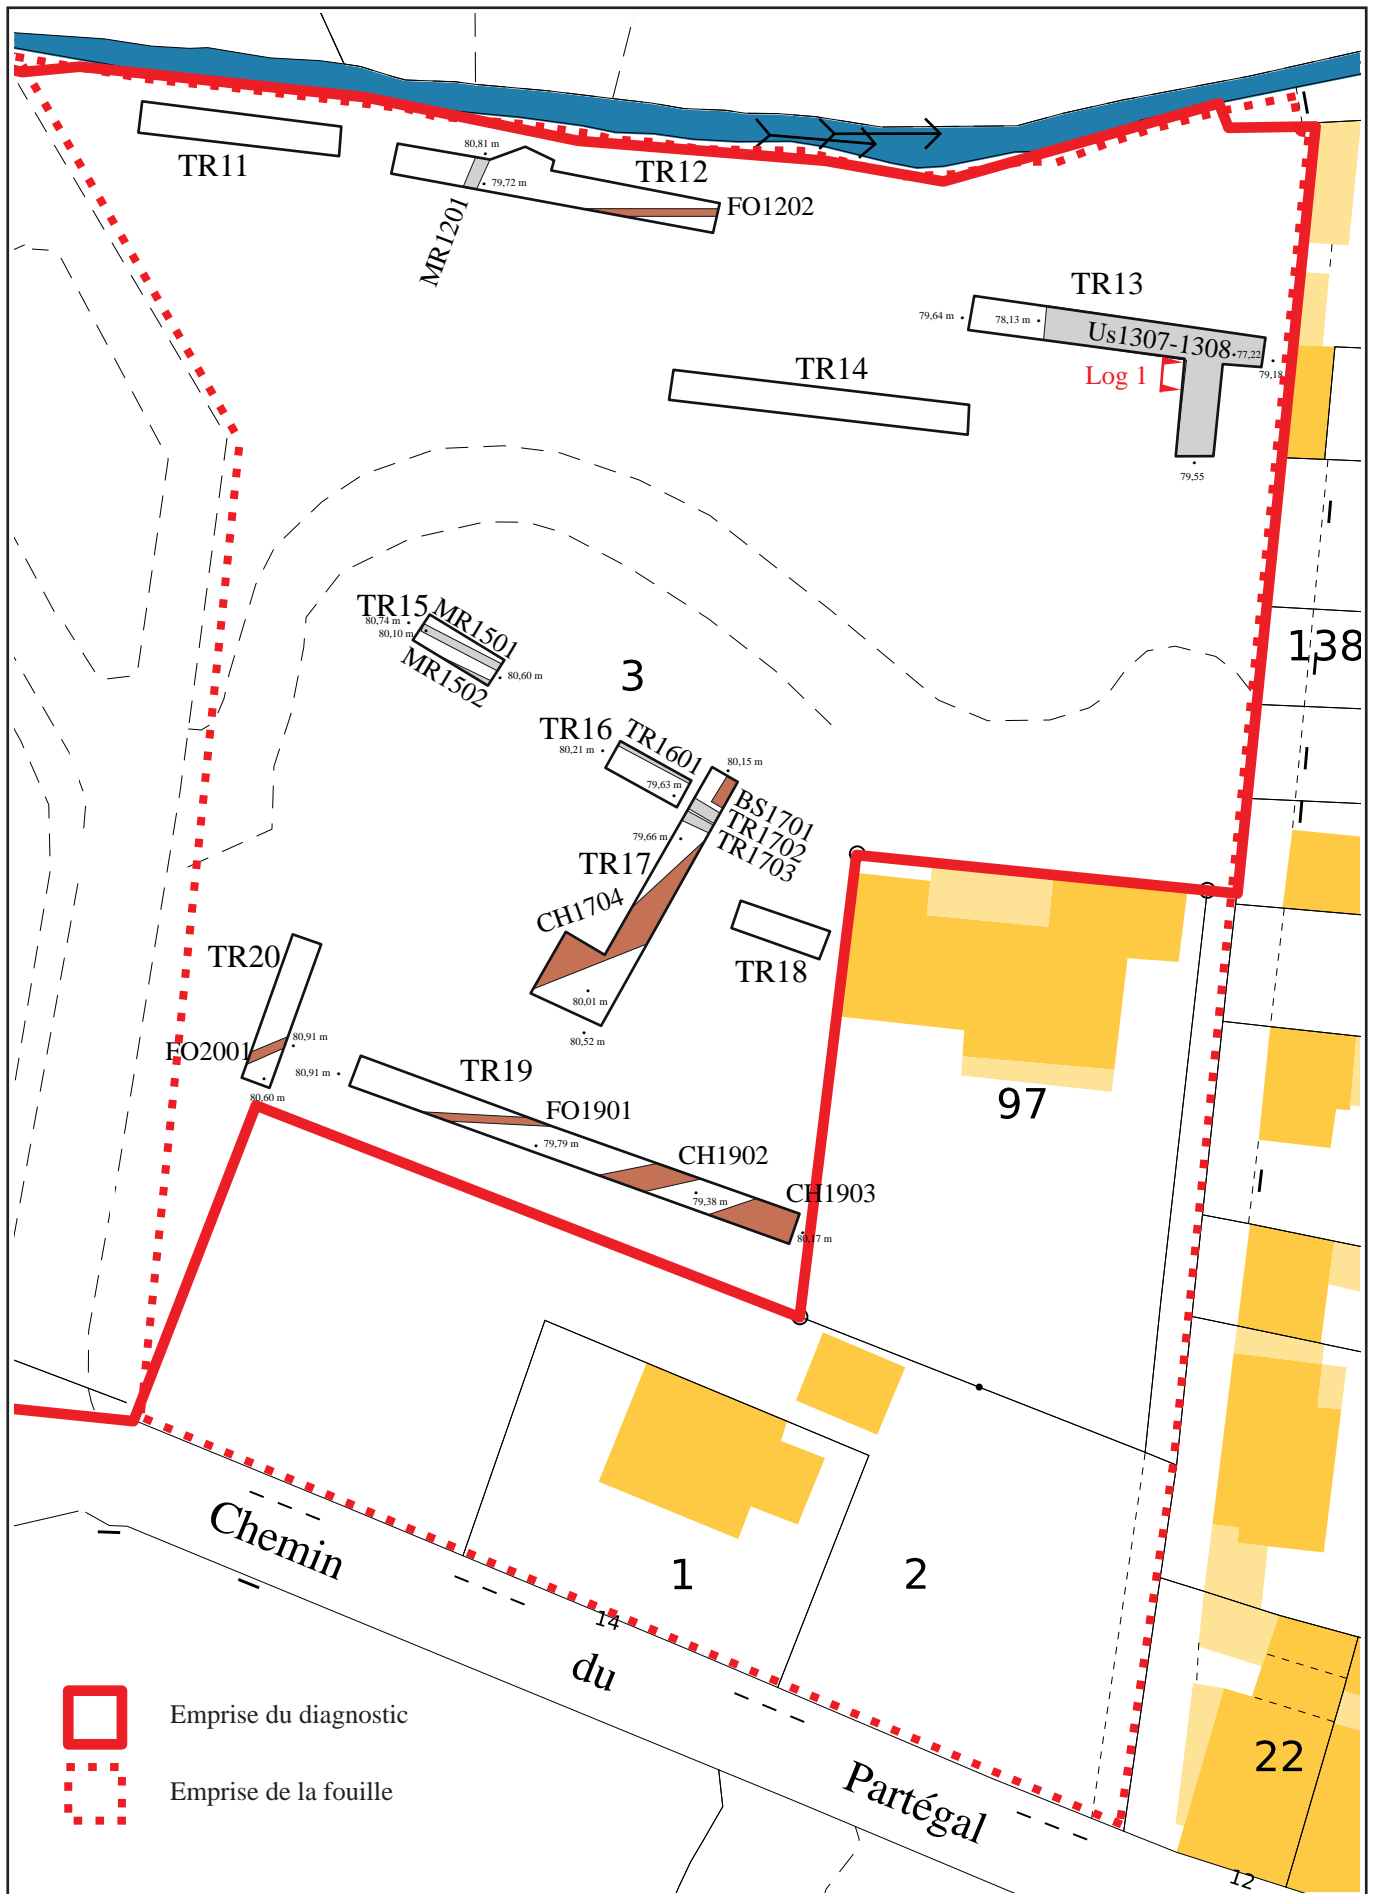 TR11
80,81 m
79,72 m
TR12
FO1202
MR1201
TR13
79,64 m
78,13 m
Us1307-1308
77,22
79,18
Log 1
79,55
TR14
138
TR15
MR1501
80,74 m
80,10 m
MR1502
80,60 m
3
TR16
TR1601
80,21 m
79,63 m
80,15 m
BS1701
TR1702
TR1703
79,66 m
TR17
CH1704
80,01 m
80,52 m
TR18
TR20
FO2001
80,91 m
80,60 m
80,91 m
TR19
FO1901
79,79 m
CH1902
79,38 m
CH1903
80,17 m
97
1
2
14
Chemin
du
Partégal
22
12
Emprise du diagnostic
Emprise de la fouille